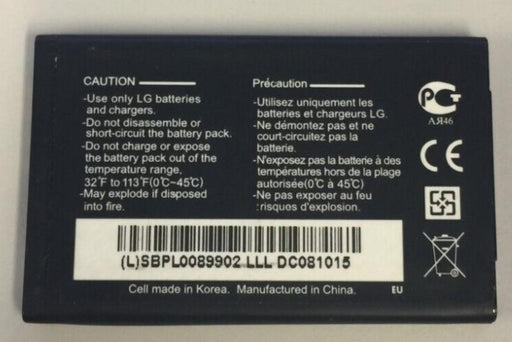 CAUTION
-Use only LG batteries
and chargers.
-Do not disassemble or
short-circuit the battery pack.
-Do not charge or expose
the battery pack out of the
temperature range.
32°F to 113°F(0℃~45℃)
-May explode if disposed
into fire.
Précaution
-Utilisez uniquement les
batteries et chargeurs LG.
-Ne démontez pas et ne
court-circuitez pas la
batterie.
-N'exposez pas la batterie à des
températures hors de la plage
autorisée(0℃ à 45℃)
-Ne pas exposer au feu
:risques d'explosion.
PCT
АЯ46
CE
(L)SBPL0089902 LLL DC081015
Cell made in Korea. Manufactured in China.
EU